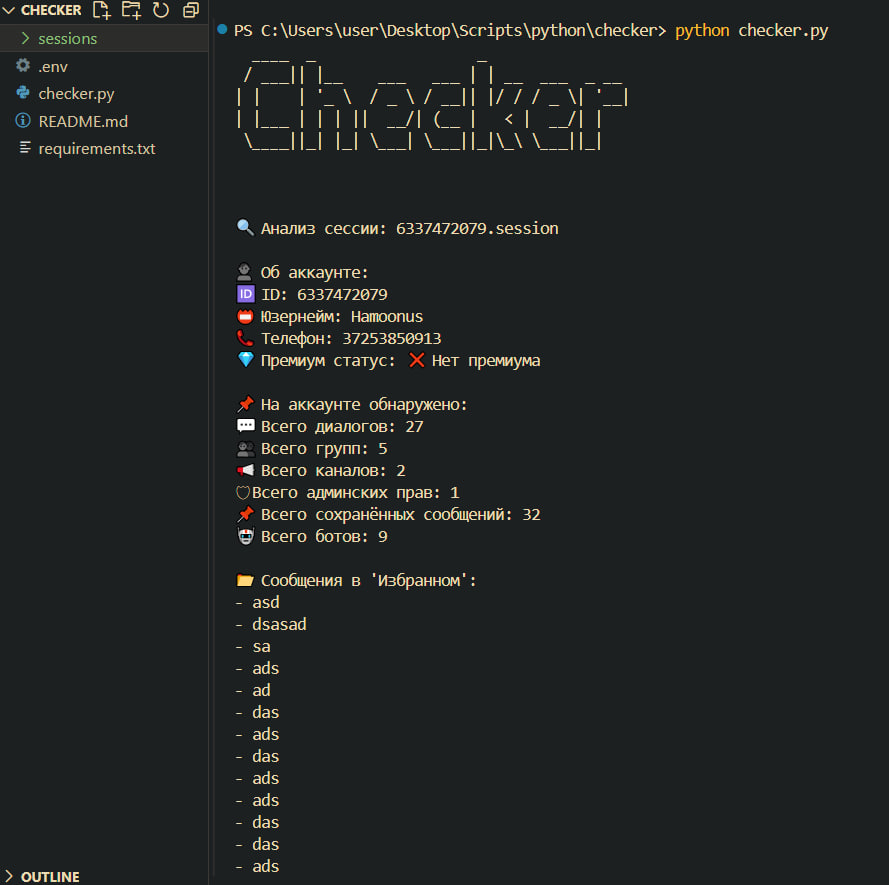 CHECKER
sessions
.env
checker.py
README.md
requirements.txt
OUTLINE
PS C:\Users\user\Desktop\Scripts\python\checker> python checker.py
Checker
Анализ сессии: 6337472079.session
Об аккаунте:
ID ID: 6337472079
Юзернейм: Hamoonus
Телефон: 37253850913
Премиум статус: ❌ Нет премиума
На аккаунте обнаружено:
Всего диалогов: 27
Всего групп: 5
Всего каналов: 2
Всего админских прав: 1
Всего сохранённых сообщений: 32
Всего ботов: 9
Сообщения в 'Избранном':
- asd
- dsasad
- sa
- ads
- ad
- das
- ads
- das
- ads
- ads
- das
- das
- ads